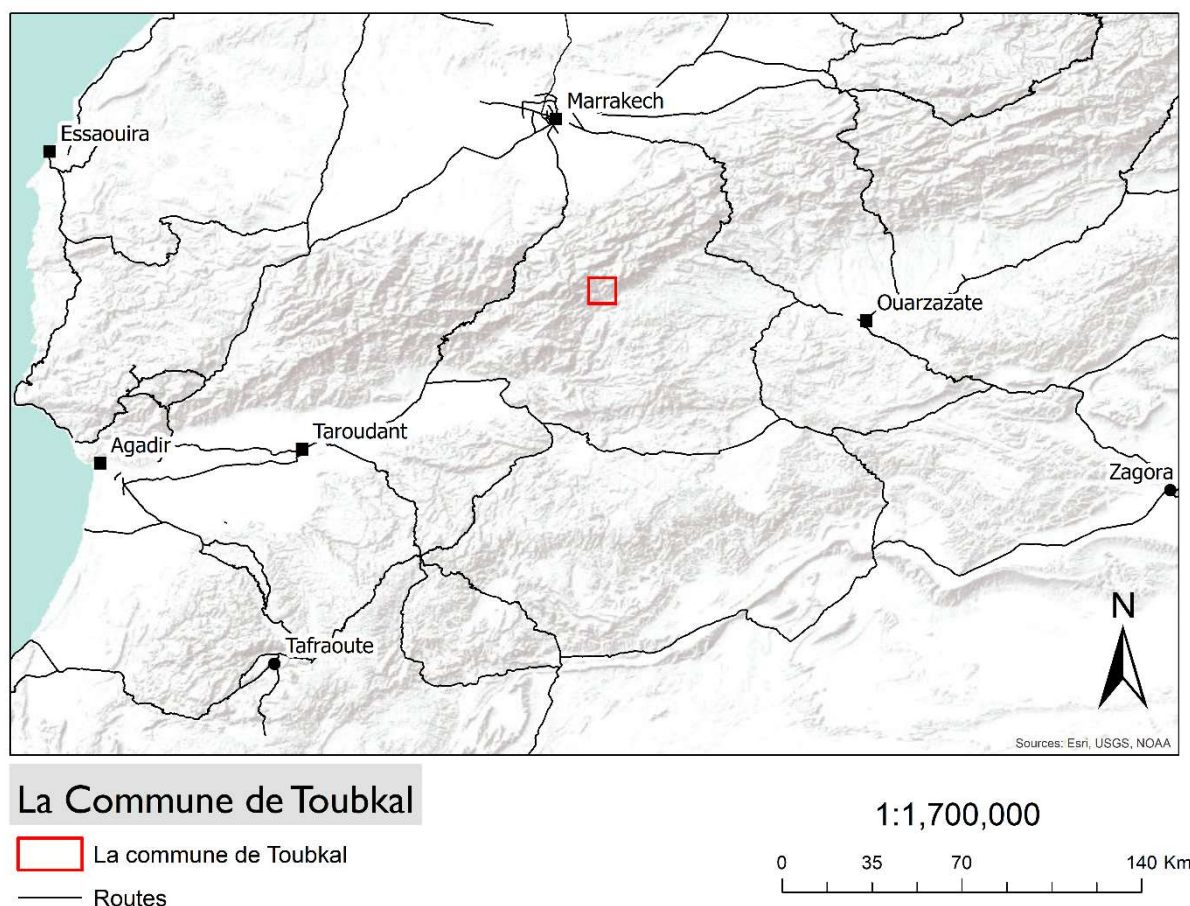 Marrakech
Essaouira
Ouarzazate
Agadir
Taroudant
Zagora
Tafraoute
N
Sources: Esri, USGS, NOAA
La Commune de Toubkal
La commune de Toubkal
Routes
1:1,700,000
0 35 70 140 Km